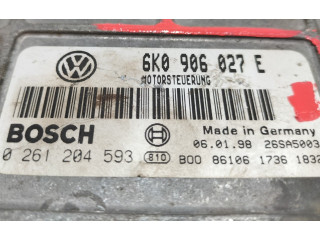 6K0 906 027 E
MOTORSTEUERUNG
BOSCH
Made in Germany
06.01.98 26SA5003
0 261 204 593 810 B00 86106 1736 1832